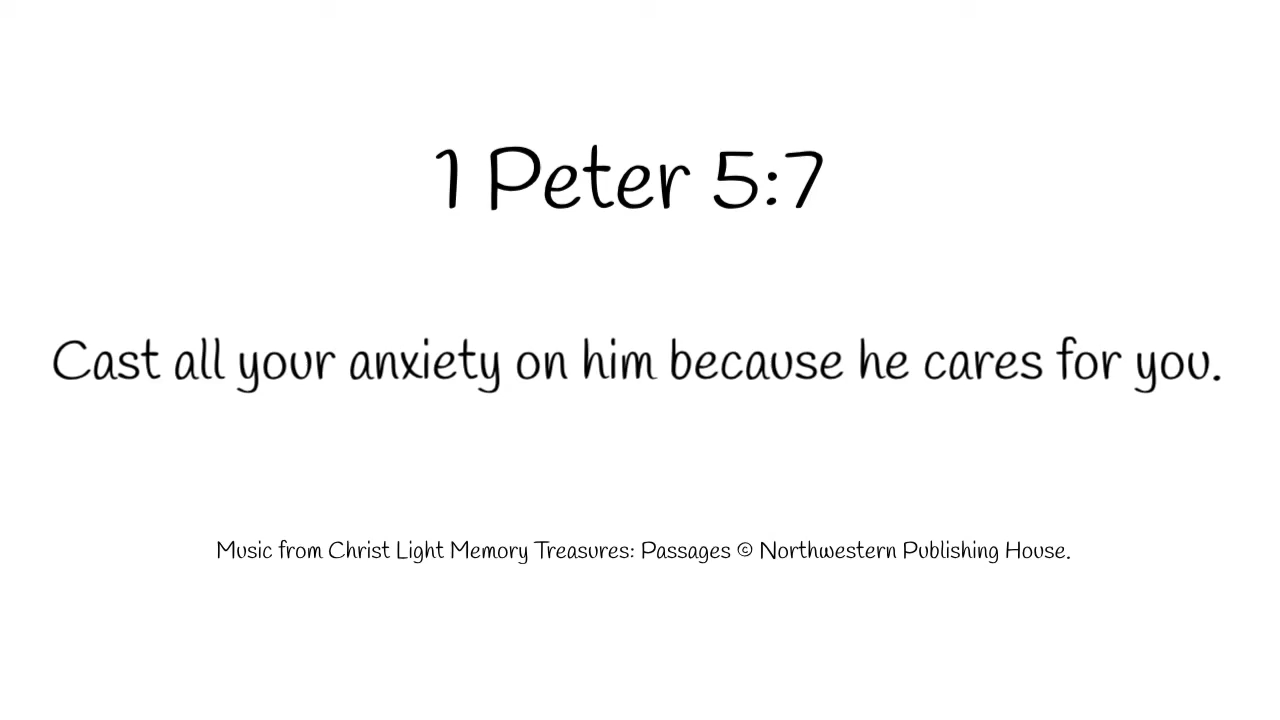 1 Peter 5:7
Cast all your anxiety on him because he cares for you.
Music from Christ Light Memory Treasures: Passages © Northwestern Publishing House.